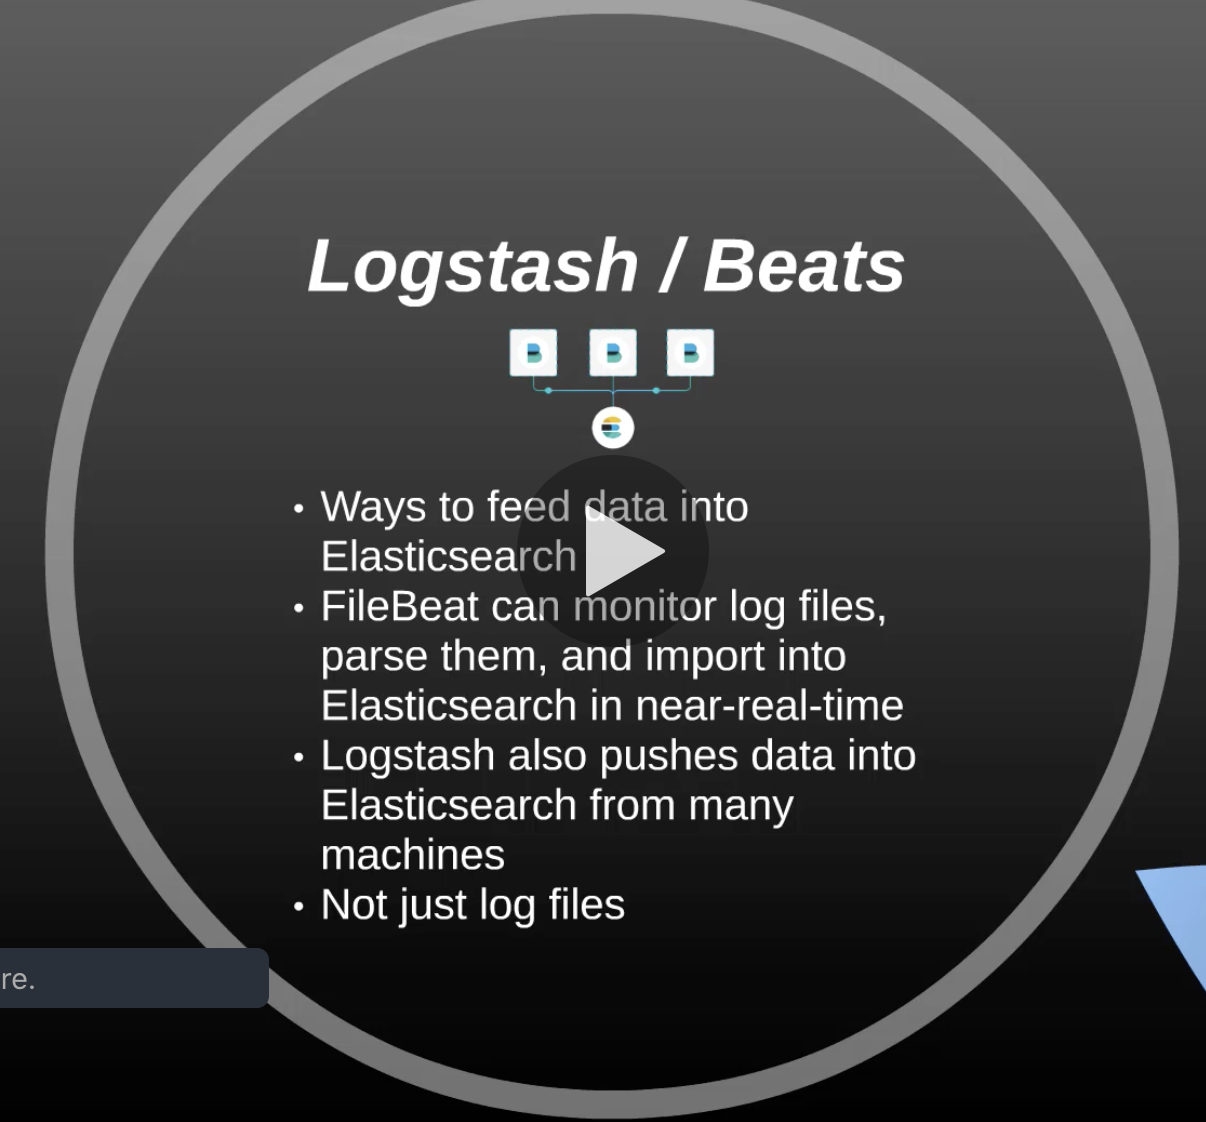 Logstash / Beats
• Ways to feed data into
Elasticsearch
• FileBeat can monitor log files,
parse them, and import into
Elasticsearch in near-real-time
• Logstash also pushes data into
Elasticsearch from many
machines
• Not just log files
re.